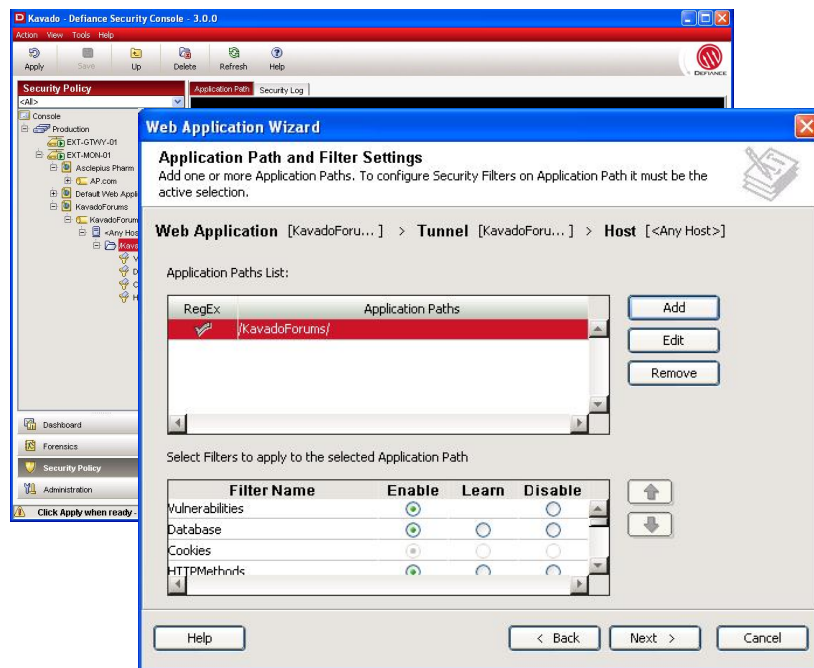 Kavado - Defiance Security Console - 3.0.0
Action View Tools Help
Apply Save Up Delete Refresh Help
DEFIANCE
Security Policy
Application Path Security Log
<All>
Console
Production
EXT-GTWY-01
EXT-MON-01
Asclepius Pharm
AP.com
Default Web Appli
KavadoForums
KavadoForum
<Any Hos
/Kava
V
D
C
H
Dashboard
Forensics
Security Policy
Administration
Click Apply when ready -
Web Application Wizard
Application Path and Filter Settings
Add one or more Application Paths. To configure Security Filters on Application Path it must be the
active selection.
Web Application [KavadoForu... ] > Tunnel [KavadoForu... ] > Host [<Any Host>]
Application Paths List:
RegEx Application Paths
/KavadoForums/
Add
Edit
Remove
Select Filters to apply to the selected Application Path
Filter Name Enable Learn Disable
Vulnerabilities
Database
Cookies
HTTPMethods
Help < Back Next > Cancel